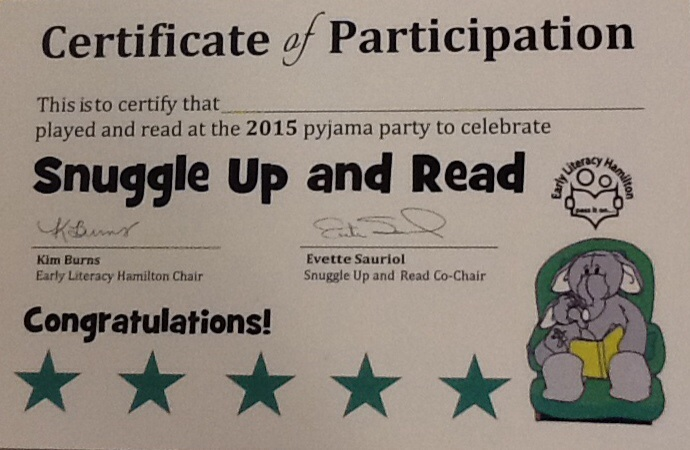 Certificate of Participation
This is to certify that
played and read at the 2015 pyjama party to celebrate
Snuggle Up and Read
Early Literacy Hamilton
pass it on...
K Burns
Kim Burns
Early Literacy Hamilton Chair
Evette Sauriol
Snuggle Up and Read Co-Chair
Congratulations!